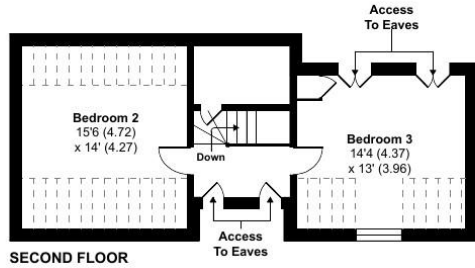 Access
To Eaves
Bedroom 2
15'6 (4.72)
x 14' (4.27)
Down
Bedroom 3
14'4 (4.37)
x 13' (3.96)
Access
To Eaves
SECOND FLOOR